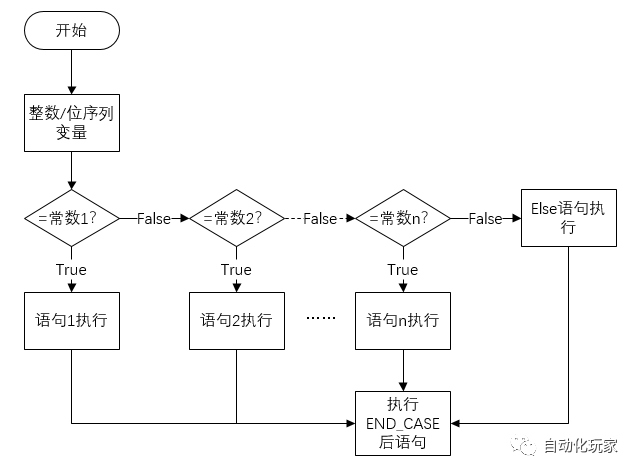 开始
整数/位序列
变量
=常数1?
False
=常数2?
False
=常数n?
False
Else语句执
行
True
True
True
语句1执行
语句2执行
……
语句n执行
执行
END_CASE
后语句
自动化玩家